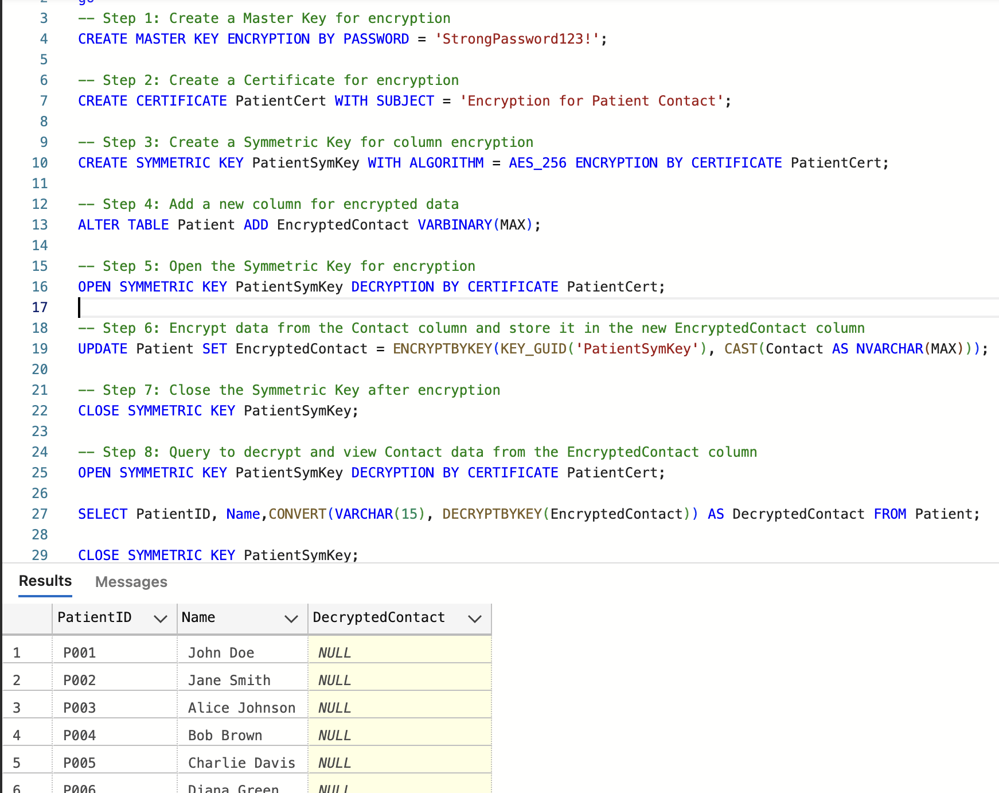 2 go
3 -- Step 1: Create a Master Key for encryption
4 CREATE MASTER KEY ENCRYPTION BY PASSWORD = 'StrongPassword123!';
5
6 -- Step 2: Create a Certificate for encryption
7 CREATE CERTIFICATE PatientCert WITH SUBJECT = 'Encryption for Patient Contact';
8
9 -- Step 3: Create a Symmetric Key for column encryption
10 CREATE SYMMETRIC KEY PatientSymKey WITH ALGORITHM = AES_256 ENCRYPTION BY CERTIFICATE PatientCert;
11
12 -- Step 4: Add a new column for encrypted data
13 ALTER TABLE Patient ADD EncryptedContact VARBINARY(MAX);
14
15 -- Step 5: Open the Symmetric Key for encryption
16 OPEN SYMMETRIC KEY PatientSymKey DECRYPTION BY CERTIFICATE PatientCert;
17
18 -- Step 6: Encrypt data from the Contact column and store it in the new EncryptedContact column
19 UPDATE Patient SET EncryptedContact = ENCRYPTBYKEY(KEY_GUID('PatientSymKey'), CAST(Contact AS NVARCHAR(MAX)));
20
21 -- Step 7: Close the Symmetric Key after encryption
22 CLOSE SYMMETRIC KEY PatientSymKey;
23
24 -- Step 8: Query to decrypt and view Contact data from the EncryptedContact column
25 OPEN SYMMETRIC KEY PatientSymKey DECRYPTION BY CERTIFICATE PatientCert;
26
27 SELECT PatientID, Name,CONVERT(VARCHAR(15), DECRYPTBYKEY(EncryptedContact)) AS DecryptedContact FROM Patient;
28
29 CLOSE SYMMETRIC KEY PatientSymKey;
Results Messages
PatientID Name DecryptedContact
1 P001 John Doe NULL
2 P002 Jane Smith NULL
3 P003 Alice Johnson NULL
4 P004 Bob Brown NULL
5 P005 Charlie Davis NULL
6 P006 Diana Green NULL